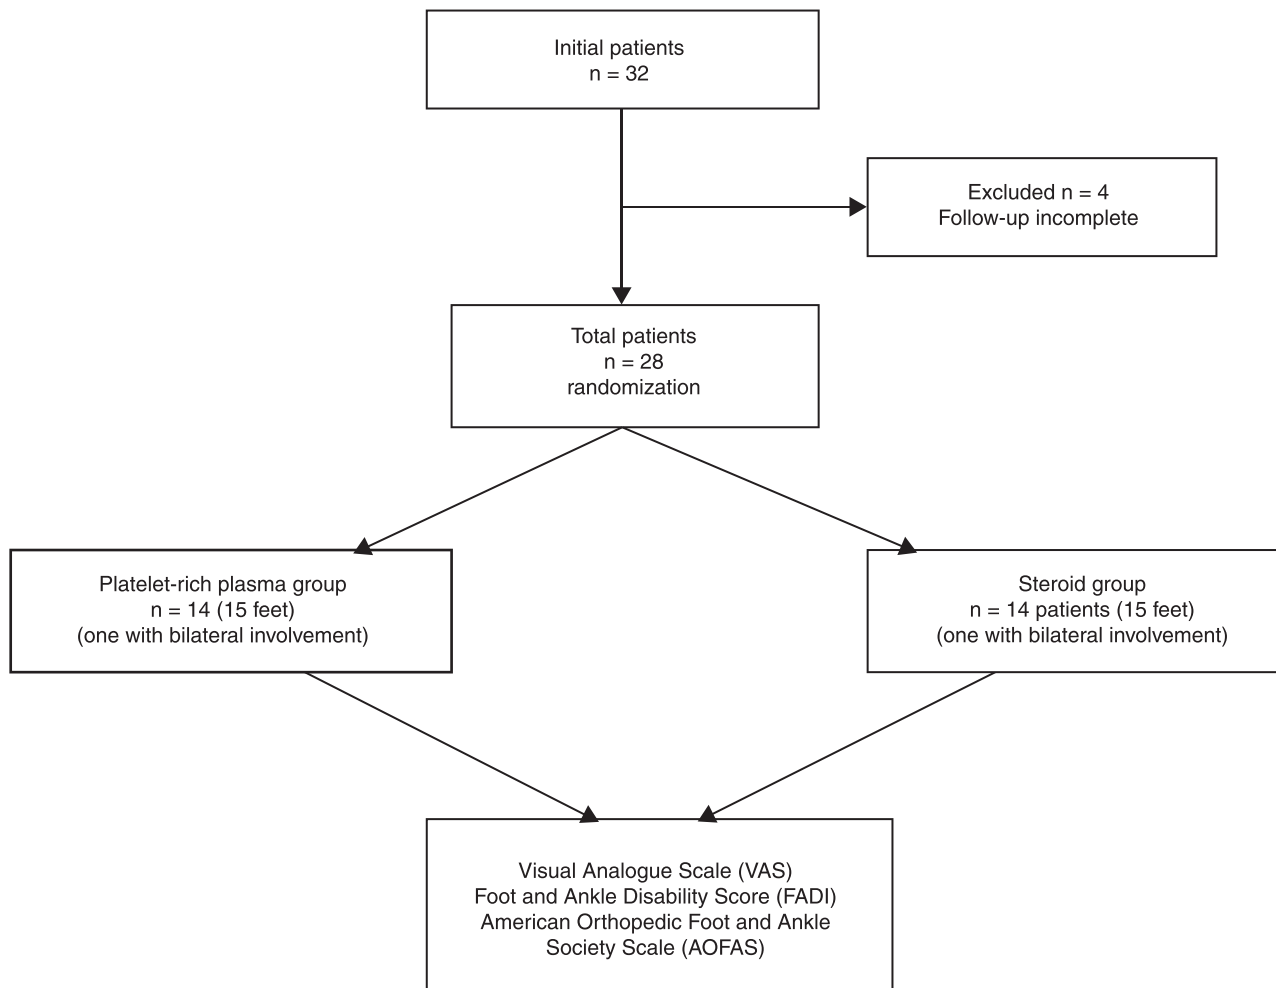 Initial patients
n = 32
Excluded n = 4
Follow-up incomplete
Total patients
n = 28
randomization
Platelet-rich plasma group
n = 14 (15 feet)
(one with bilateral involvement)
Steroid group
n = 14 patients (15 feet)
(one with bilateral involvement)
Visual Analogue Scale (VAS)
Foot and Ankle Disability Score (FADI)
American Orthopedic Foot and Ankle
Society Scale (AOFAS)